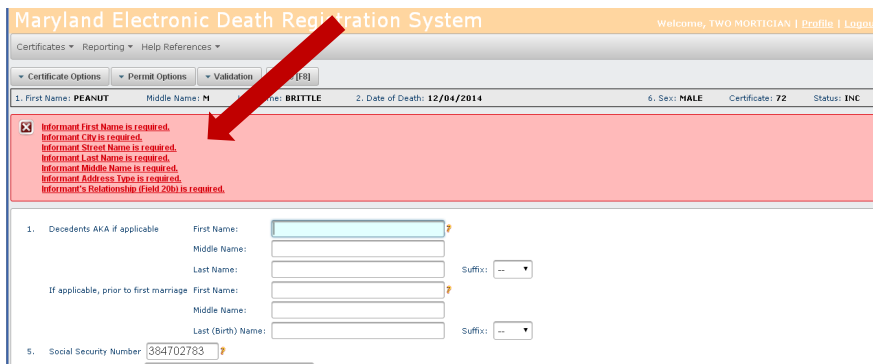 Maryland Electronic Death Registration System
Welcome, TWO MORTICIAN | Profile | Logou
Certificates Reporting Help References
Certificate Options Permit Options Validation [F8]
1. First Name: PEANUT Middle Name: M me: BRITTLE 2. Date of Death: 12/04/2014 6. Sex: MALE Certificate: 72 Status: INC
Informant First Name is required.
Informant City is required.
Informant Street Name is required.
Informant Last Name is required.
Informant Middle Name is required.
Informant Address Type is required.
Informant's Relationship (Field 20b) is required.
1. Decedents AKA if applicable First Name: ?
Middle Name:
Last Name: Suffix: --
If applicable, prior to first marriage First Name: ?
Middle Name:
Last (Birth) Name: Suffix: --
5. Social Security Number 384702783 ?